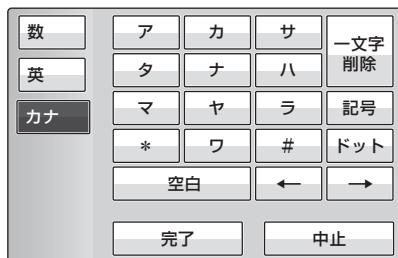 数
英
カナ
ア カ サ 一文字
削除
タ ナ ハ
マ ヤ ラ 記号
* ワ # ドット
空白 ← →
完了 中止